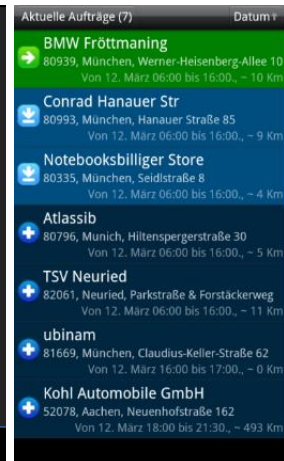 Aktuelle Aufträge (7) Datum↑
BMW Fröttmaning
80939, München, Werner-Heisenberg-Allee 10
Von 12. März 06:00 bis 16:00., ~ 10 Km
Conrad Hanauer Str
80993, München, Hanauer Straße 85
Von 12. März 06:00 bis 16:00., ~ 9 Km
Notebooksbilliger Store
80335, München, Seidlstraße 8
Von 12. März 06:00 bis 16:00., ~ 4 Km
Atlassib
80796, Munich, Hiltenspergerstraße 30
Von 12. März 06:00 bis 16:00., ~ 5 Km
TSV Neuried
82061, Neuried, Parkstraße & Forstäckerweg
Von 12. März 06:00 bis 16:00., ~ 11 Km
ubinam
81669, München, Claudius-Keller-Straße 62
Von 12. März 16:00 bis 17:00., ~ 0 Km
Kohl Automobile GmbH
52078, Aachen, Neuenhofstraße 162
Von 12. März 18:00 bis 21:30., ~ 493 Km